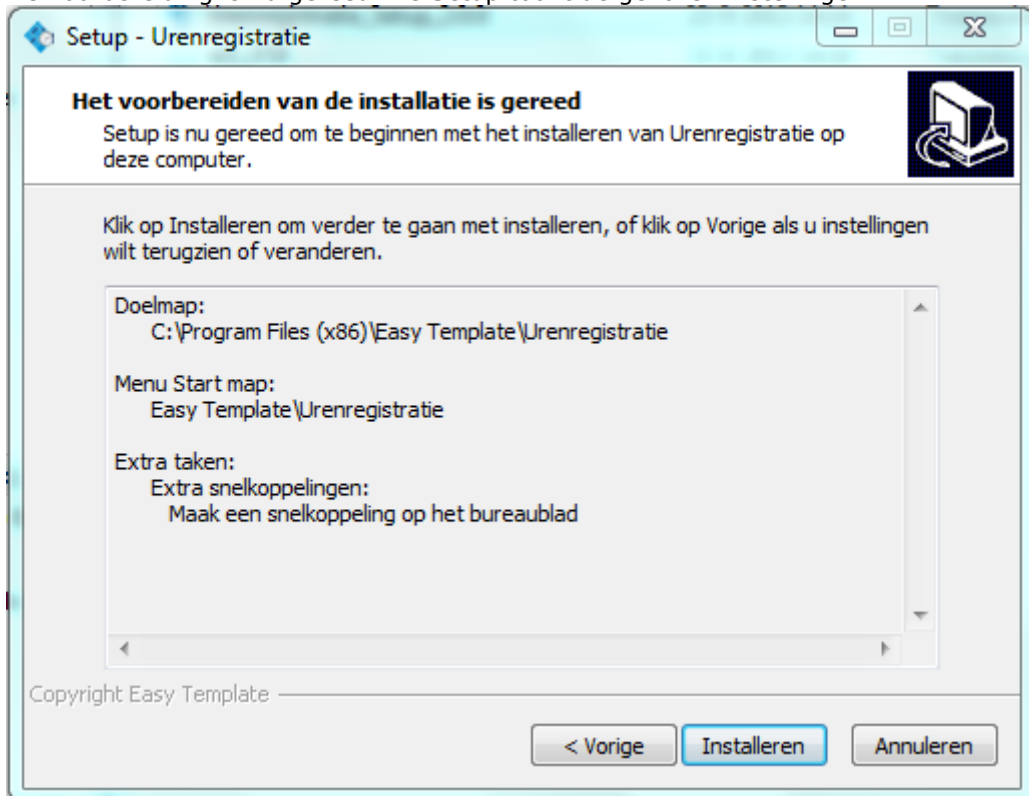 Setup - Urenregistratie
Het voorbereiden van de installatie is gereed
Setup is nu gereed om te beginnen met het installeren van Urenregistratie op
deze computer.
Klik op Installeren om verder te gaan met installeren, of klik op Vorige als u instellingen
wilt terugzien of veranderen.
Doelmap:
C:\Program Files (x86)\Easy Template\Urenregistratie
Menu Start map:
Easy Template\Urenregistratie
Extra taken:
Extra snelkoppelingen:
Maak een snelkoppeling op het bureaublad
Copyright Easy Template
< Vorige
Installeren
Annuleren